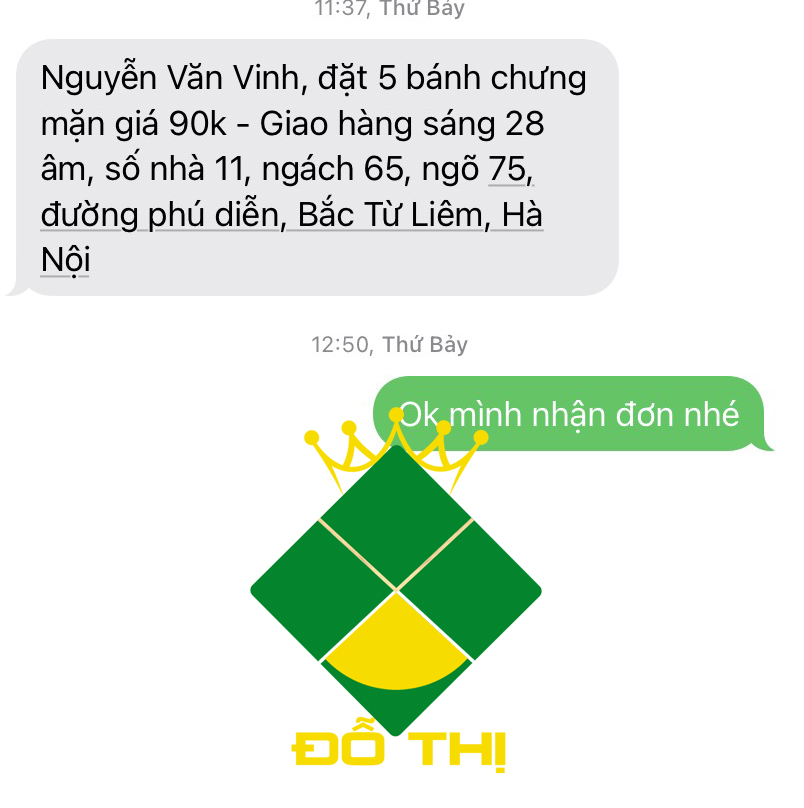 11:37, Thứ Bảy
Nguyễn Văn Vinh, đặt 5 bánh chưng
mặn giá 90k - Giao hàng sáng 28
âm, số nhà 11, ngách 65, ngõ 75,
đường phú diễn, Bắc Từ Liêm, Hà
Nội
12:50, Thứ Bảy
Ok mình nhận đơn nhé
ĐỖ THỊ